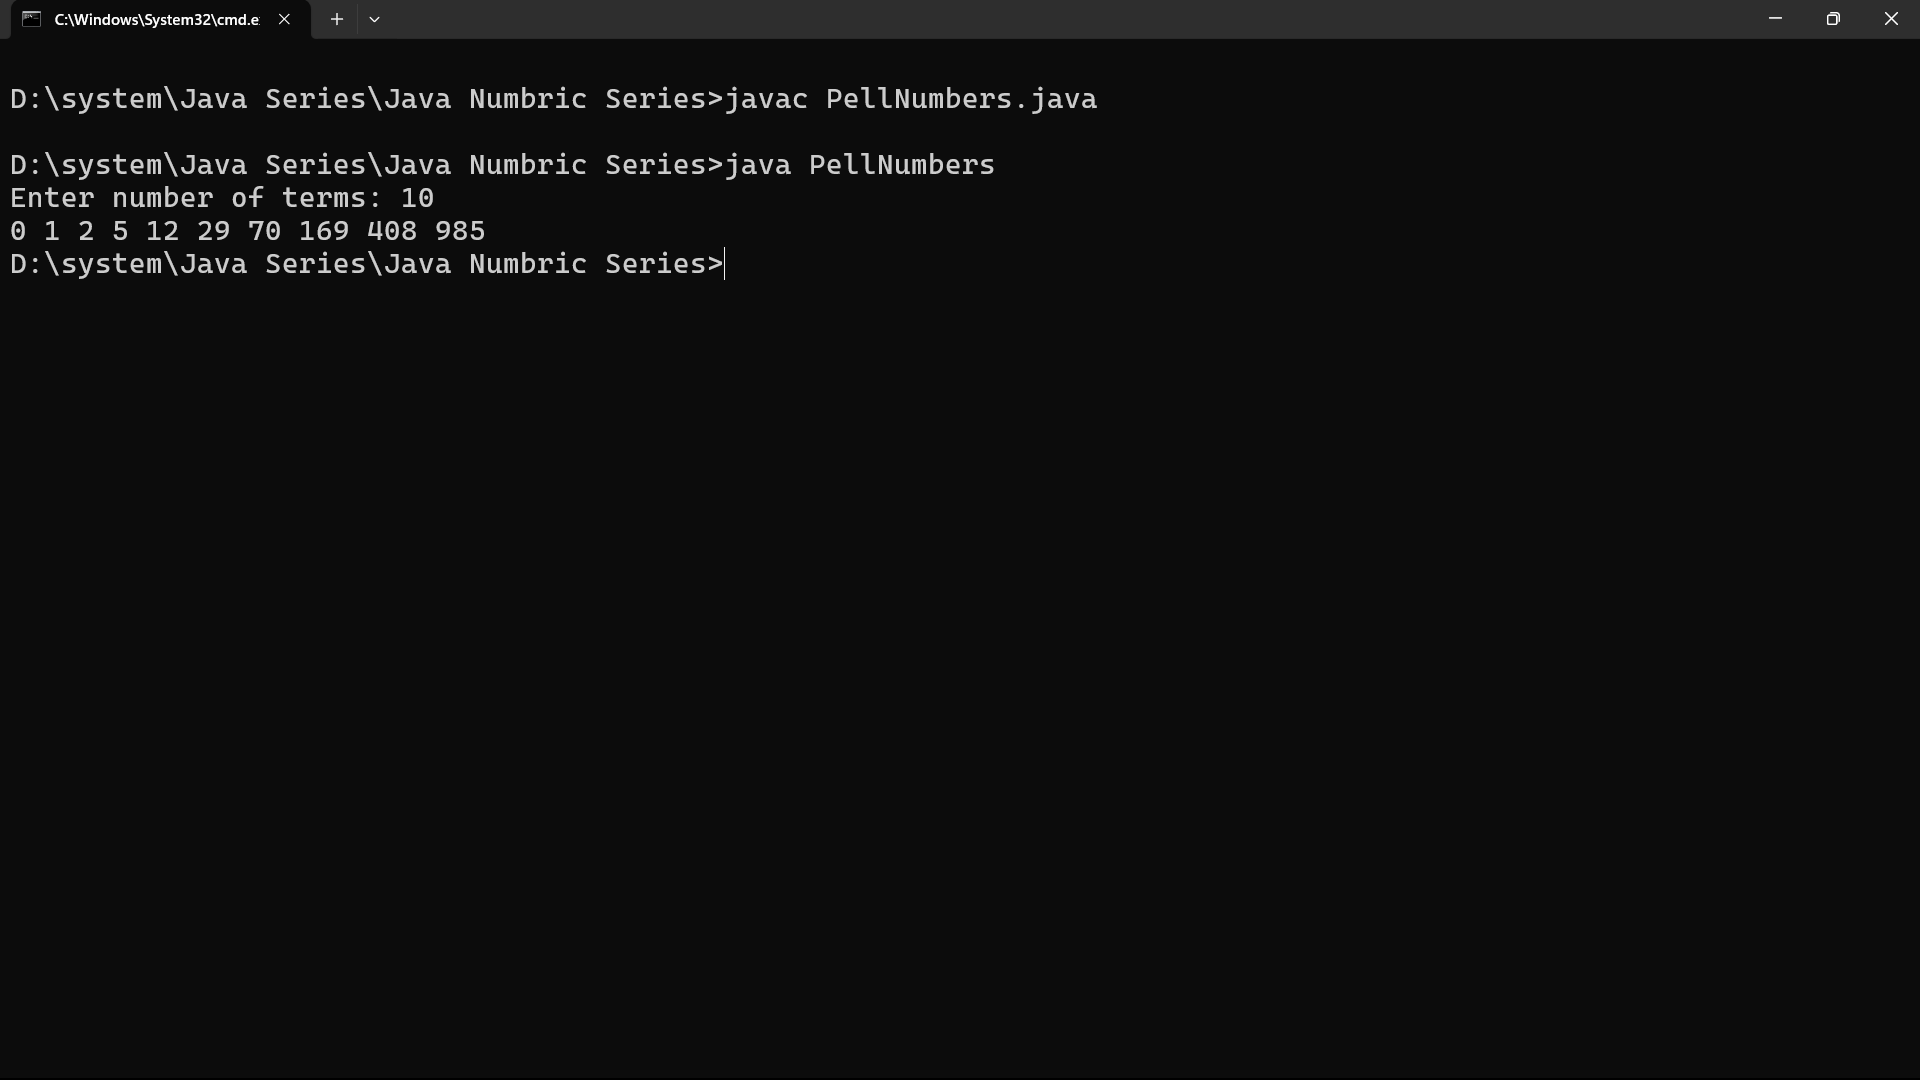 C:\Windows\System32\cmd.e
D:\system\Java Series\Java Numbric Series>javac PellNumbers.java
D:\system\Java Series\Java Numbric Series>java PellNumbers
Enter number of terms: 10
0 1 2 5 12 29 70 169 408 985
D:\system\Java Series\Java Numbric Series>